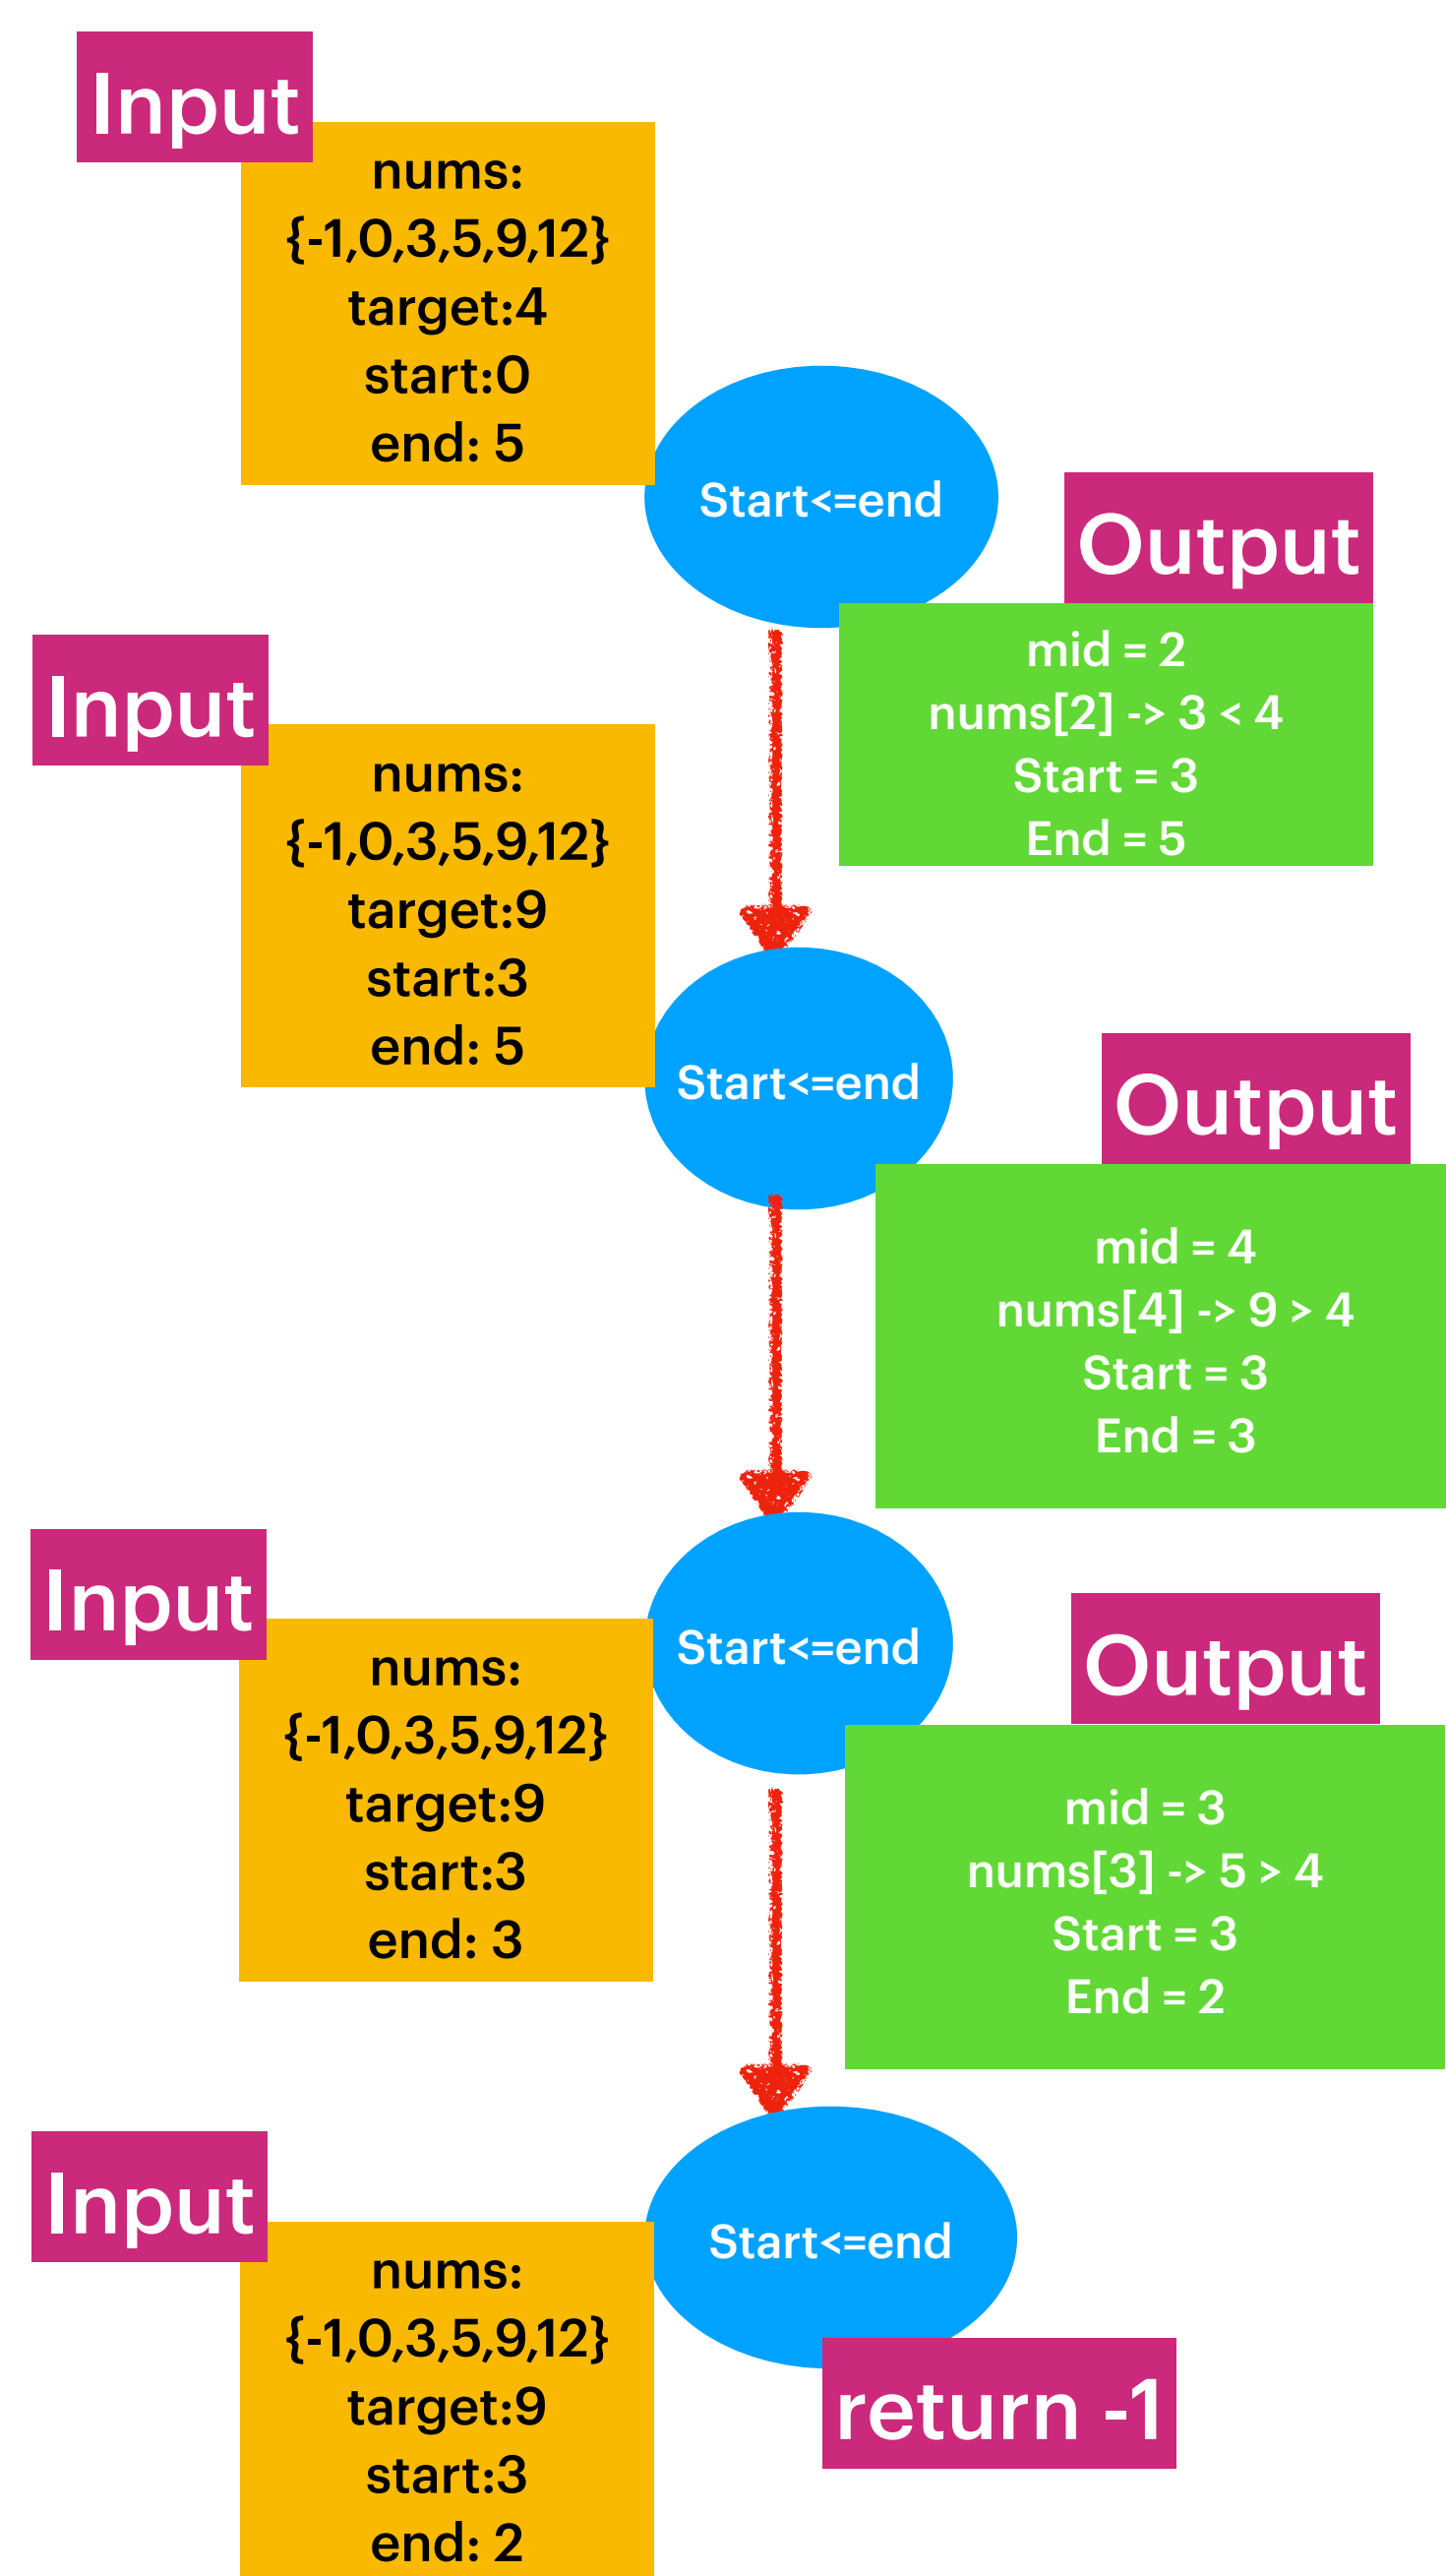 Input
nums:
{-1,0,3,5,9,12}
target:4
start:0
end: 5
Start<=end
Output
mid = 2
nums[2] -> 3 < 4
Start = 3
End = 5
Input
nums:
{-1,0,3,5,9,12}
target:9
start:3
end: 5
Start<=end
Output
mid = 4
nums[4] -> 9 > 4
Start = 3
End = 3
Input
nums:
{-1,0,3,5,9,12}
target:9
start:3
end: 3
Start<=end
Output
mid = 3
nums[3] -> 5 > 4
Start = 3
End = 2
Input
nums:
{-1,0,3,5,9,12}
target:9
start:3
end: 2
Start<=end
return -1